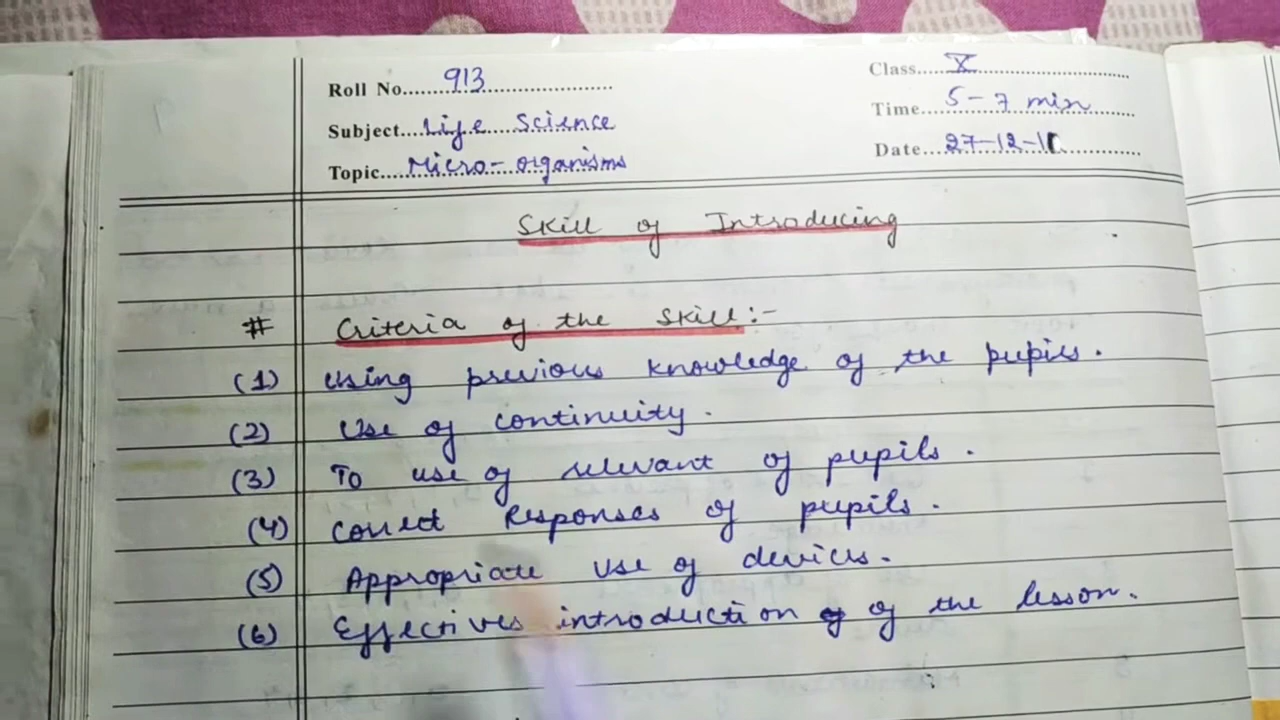 Roll No. 913
Class. X
Subject. Life Science
Time. 5-7 min
Topic. Micro-organisms
Date. 27-12-1
Skill of Introducing
# Criteria of the Skill:-
(1) Using previous knowledge of the pupils.
(2) Use of continuity.
(3) To use of relevant of pupils.
(4) Correct Responses of pupils.
(5) Appropriate use of devices.
(6) Effectives introduction of of the lesson.